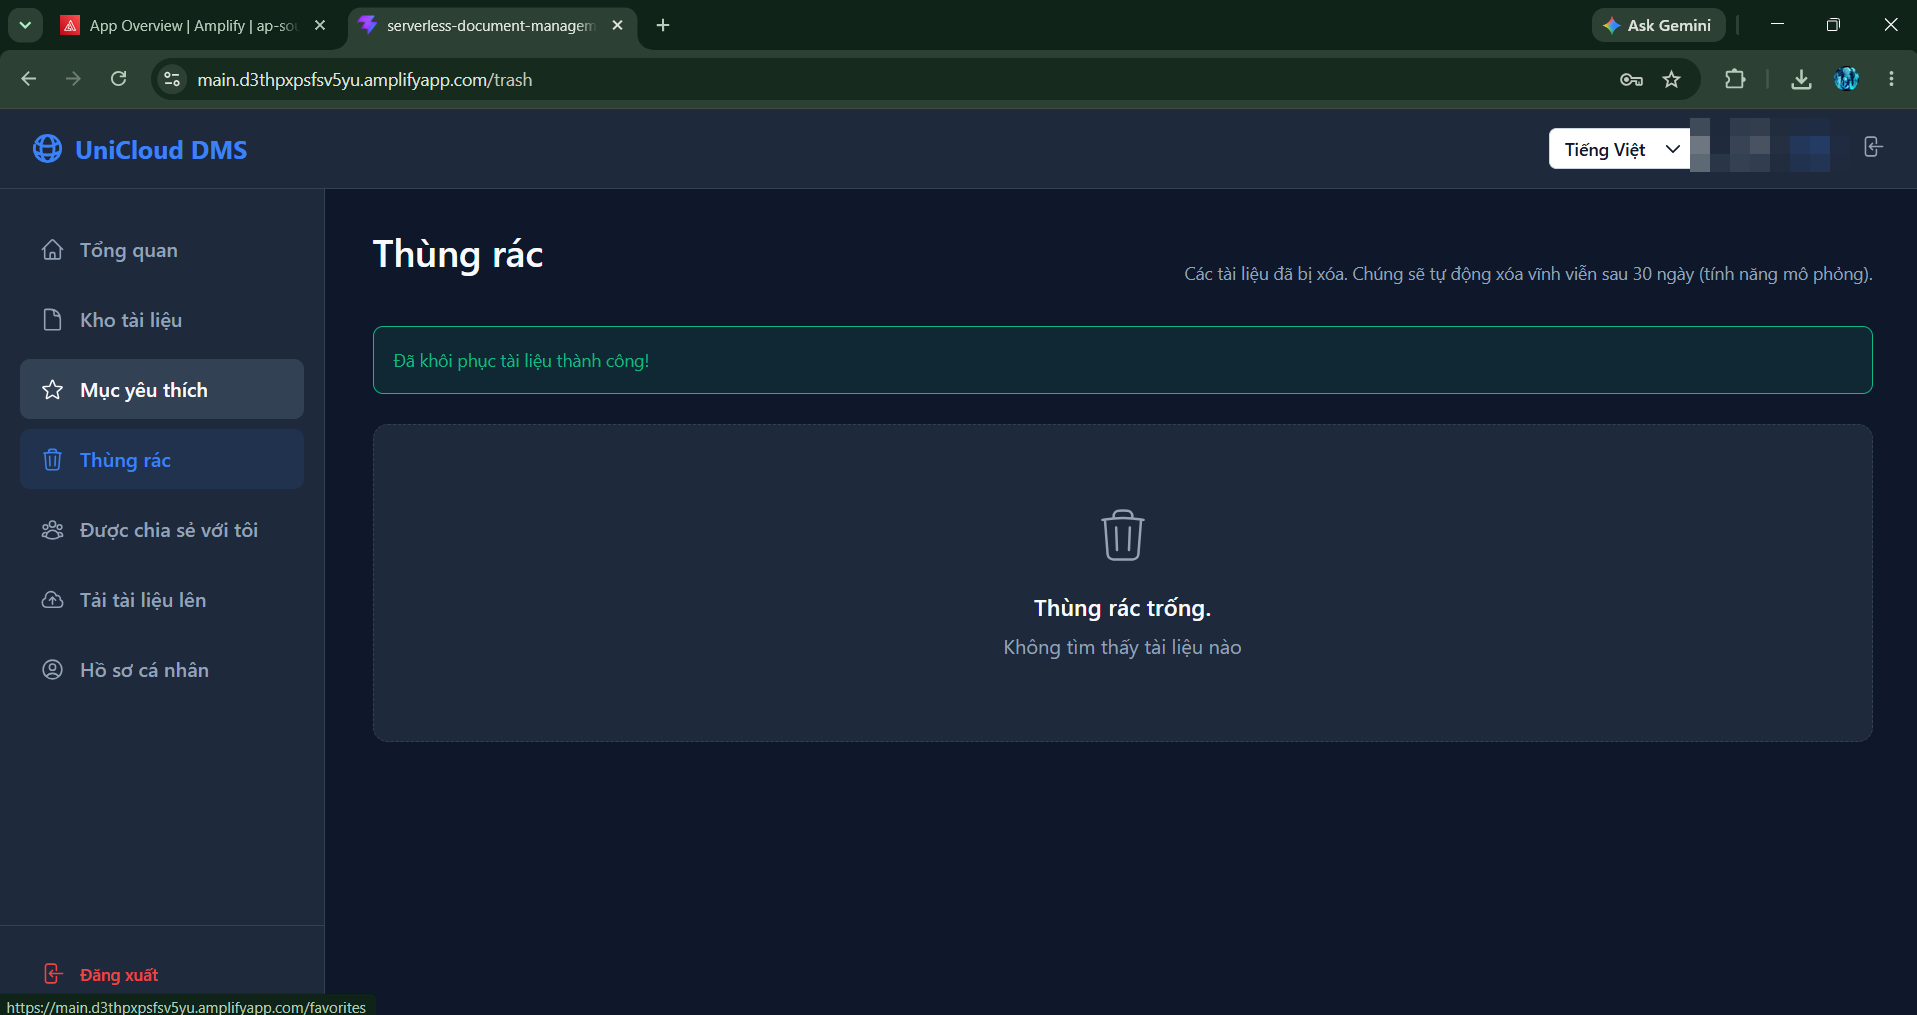 App Overview | Amplify | ap-sou
serverless-document-managem
Ask Gemini
main.d3thpxpsfsv5yu.amplifyapp.com/trash
UniCloud DMS
Tiếng Việt
Tổng quan
Kho tài liệu
Mục yêu thích
Thùng rác
Được chia sẻ với tôi
Tải tài liệu lên
Hồ sơ cá nhân
Đăng xuất
Thùng rác
Các tài liệu đã bị xóa. Chúng sẽ tự động xóa vĩnh viễn sau 30 ngày (tính năng mô phỏng).
Đã khôi phục tài liệu thành công!
Thùng rác trống.
Không tìm thấy tài liệu nào
https://main.d3thpxpsfsv5yu.amplifyapp.com/favorites